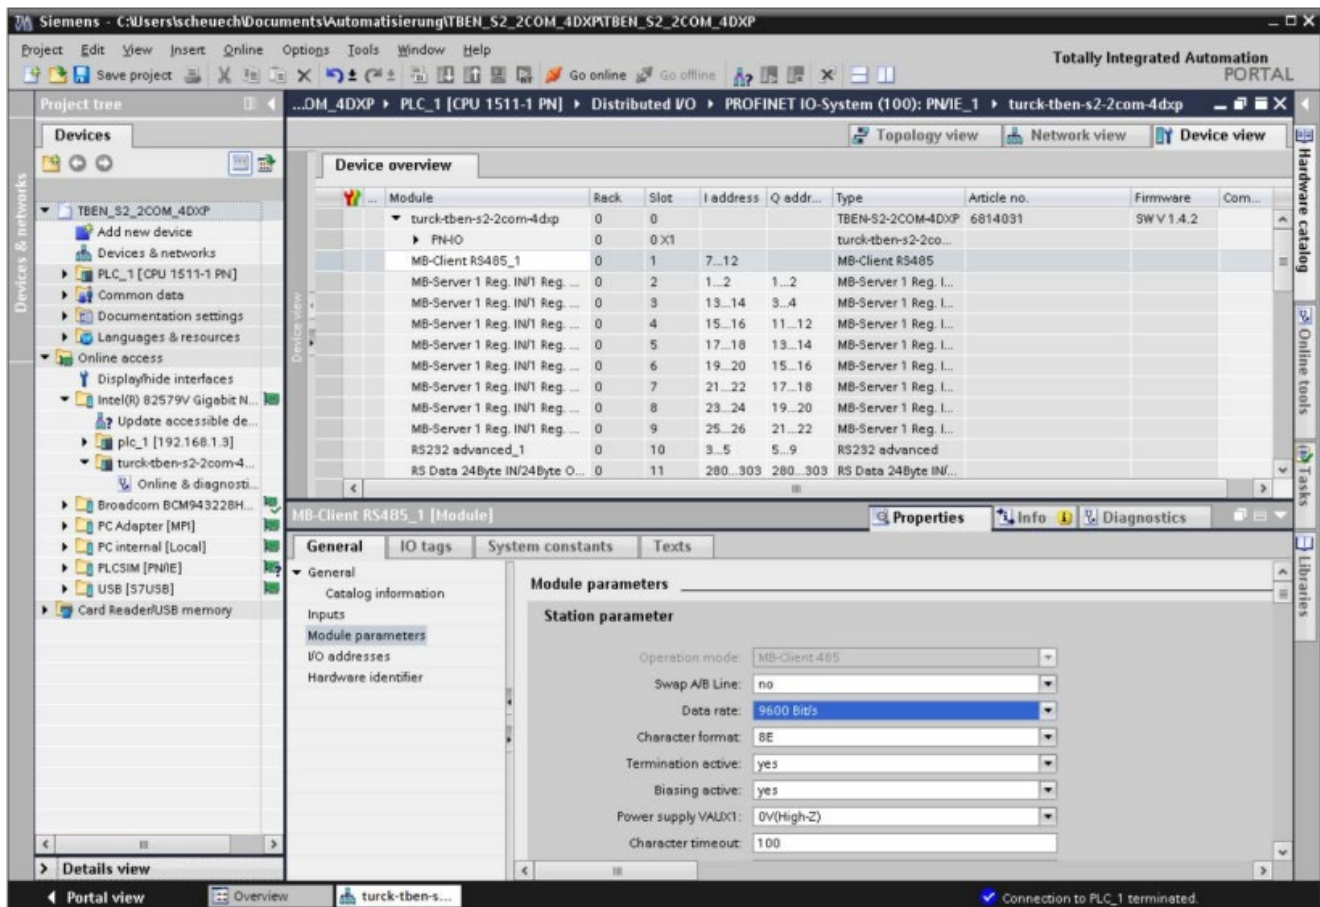 Siemens - C:\Users\scheuech\Documents\Automatisierung\TBEN_S2_2COM_4DXP\TBEN_S2_2COM_4DXP
Project Edit View Insert Online Options Tools Window Help
Totally Integrated Automation
PORTAL
Save project Go online Go offline
Project tree
...OM_4DXP PLC_1 [CPU 1511-1 PN] Distributed I/O PROFINET IO-System (100): PN/IE_1 turck-tben-s2-2com-4dxp
Devices
Topology view Network view Device view
Device overview
... Module Rack Slot I address Q addr... Type Article no. Firmware Com...
turck-tben-s2-2com-4dxp 0 0 TBEN-S2-2COM-4DXP 6814031 SW V 1.4.2
PN-IO 0 0 X1 turck-tben-s2-2co...
MB-Client RS485_1 0 1 7...12 MB-Client RS485
MB-Server 1 Reg. IN/1 Reg. ... 0 2 1...2 1...2 MB-Server 1 Reg. I...
MB-Server 1 Reg. IN/1 Reg. ... 0 3 13...14 3...4 MB-Server 1 Reg. I...
MB-Server 1 Reg. IN/1 Reg. ... 0 4 15...16 11...12 MB-Server 1 Reg. I...
MB-Server 1 Reg. IN/1 Reg. ... 0 5 17...18 13...14 MB-Server 1 Reg. I...
MB-Server 1 Reg. IN/1 Reg. ... 0 6 19...20 15...16 MB-Server 1 Reg. I...
MB-Server 1 Reg. IN/1 Reg. ... 0 7 21...22 17...18 MB-Server 1 Reg. I...
MB-Server 1 Reg. IN/1 Reg. ... 0 8 23...24 19...20 MB-Server 1 Reg. I...
MB-Server 1 Reg. IN/1 Reg. ... 0 9 25...26 21...22 MB-Server 1 Reg. I...
RS232 advanced_1 0 10 3...5 5...9 RS232 advanced
RS Data 24Byte IN/24Byte O... 0 11 280...303 280...303 RS Data 24Byte IN/...
Devices & networks
TBEN_S2_2COM_4DXP
Add new device
Devices & networks
PLC_1 [CPU 1511-1 PN]
Common data
Documentation settings
Languages & resources
Online access
Display/hide interfaces
Intel(R) 82579V Gigabit N...
Update accessible de...
plc_1 [192.168.1.3]
turck-tben-s2-2com-4...
Online & diagnosti...
Broadcom BCM943228H...
PC Adapter [MPI]
PC internal [Local]
PLCSIM [PN/IE]
USB [S7USB]
Card Reader/USB memory
Device view
MB-Client RS485_1 [Module]
Properties Info Diagnostics
General IO tags System constants Texts
General
Catalog information
Inputs
Module parameters
I/O addresses
Hardware identifier
Module parameters
Station parameter
Operation mode: MB-Client 485
Swap A/B Line: no
Data rate: 9600 Bit/s
Character format: 8E
Termination active: yes
Biasing active: yes
Power supply VAUX1: 0V(High-Z)
Character timeout: 100
Hardware catalog
Online tools
Tasks
Libraries
Details view
Portal view Overview turck-tben-s... Connection to PLC_1 terminated.